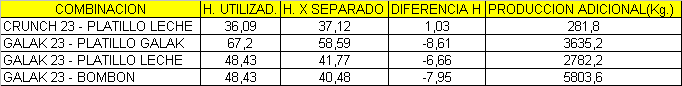 COMBINACION H. UTILIZAD. H. X SEPARADO DIFERENCIA H PRODUCCION ADICIONAL(Kg.)
CRUNCH 23 - PLATILLO LECHE 36,09 37,12 1,03 281,8
GALAK 23 - PLATILLO GALAK 67,2 58,59 -8,61 3635,2
GALAK 23 - PLATILLO LECHE 48,43 41,77 -6,66 2782,2
GALAK 23 - BOMBON 48,43 40,48 -7,95 5803,6